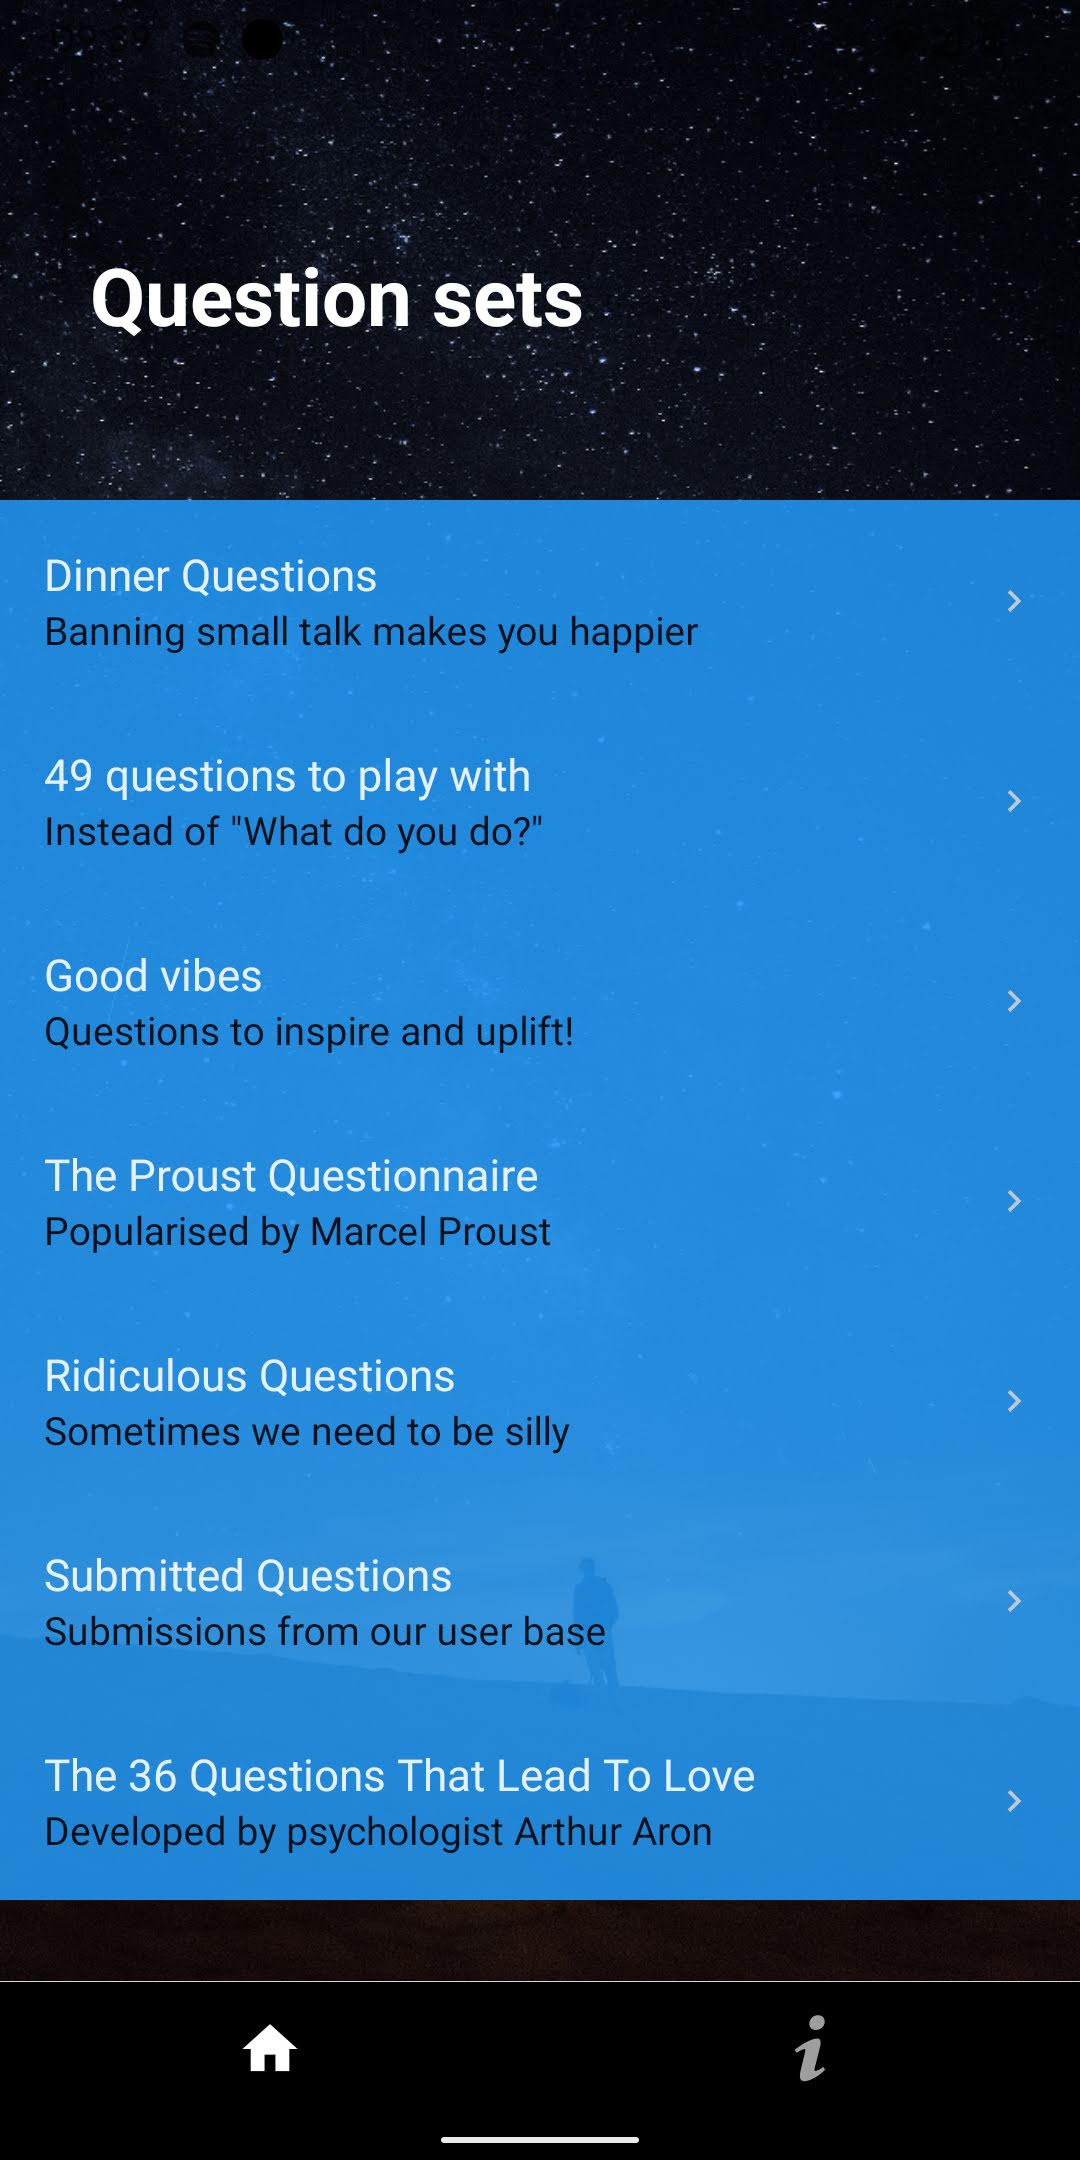 Question sets
Dinner Questions
Banning small talk makes you happier
49 questions to play with
Instead of "What do you do?"
Good vibes
Questions to inspire and uplift!
The Proust Questionnaire
Popularised by Marcel Proust
Ridiculous Questions
Sometimes we need to be silly
Submitted Questions
Submissions from our user base
The 36 Questions That Lead To Love
Developed by psychologist Arthur Aron